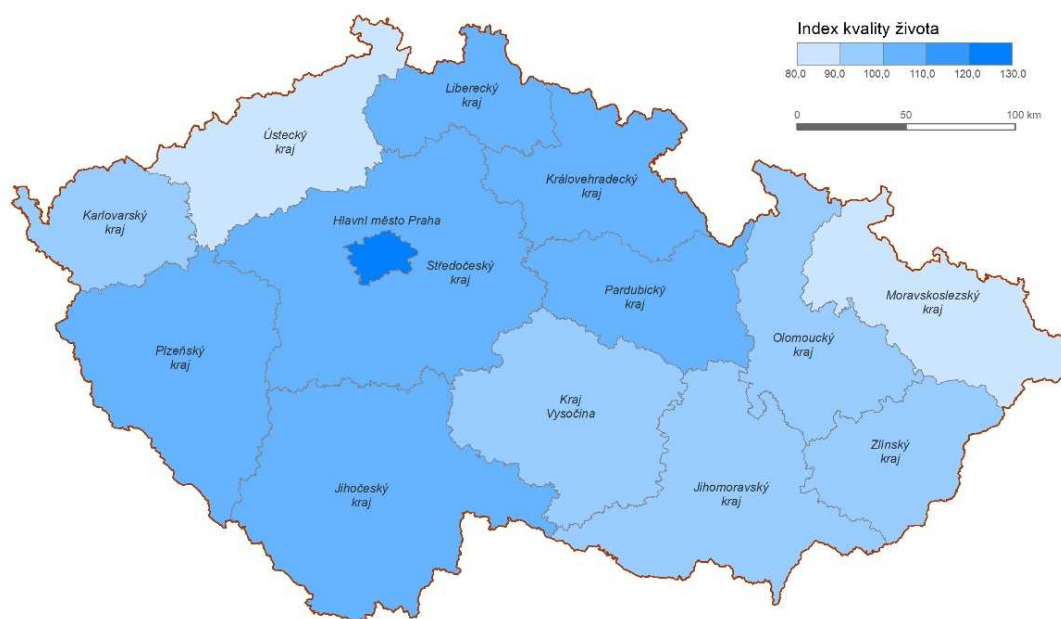 Index kvality života
80,0 90,0 100,0 110,0 120,0 130,0
0 50 100 km
Liberecký
kraj
Ústecký
kraj
Královehradecký
kraj
Karlovarský
kraj
Hlavní město Praha
Středočeský
kraj
Pardubický
kraj
Moravskoslezský
kraj
Olomoucký
kraj
Plzeňský
kraj
Kraj
Vysočina
Zlínský
kraj
Jihočeský
kraj
Jihomoravský
kraj